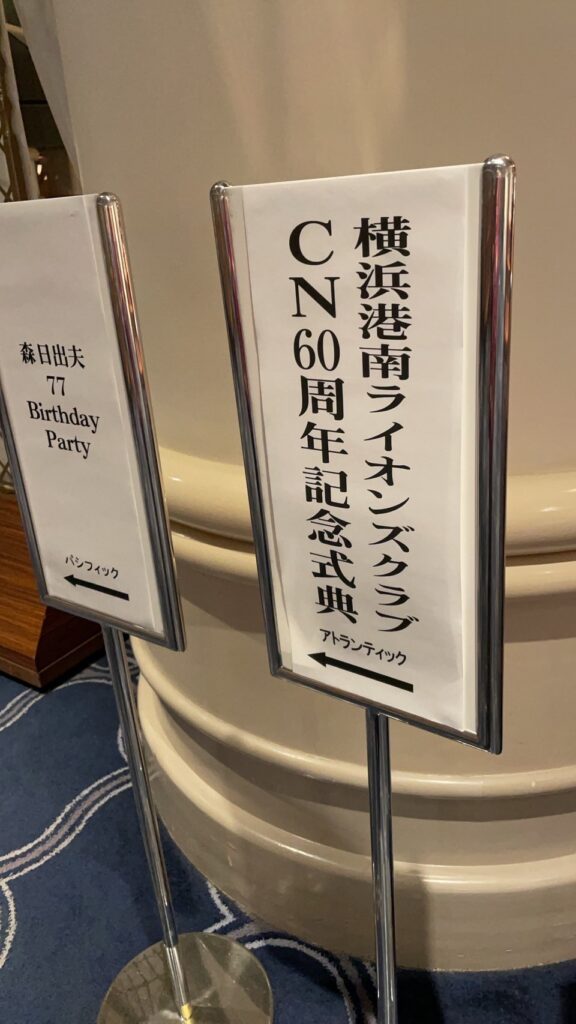 横浜港南ライオンズクラブ
CN60周年記念式典
アトランティック
森日出夫
77
Birthday
Party
パシフィック